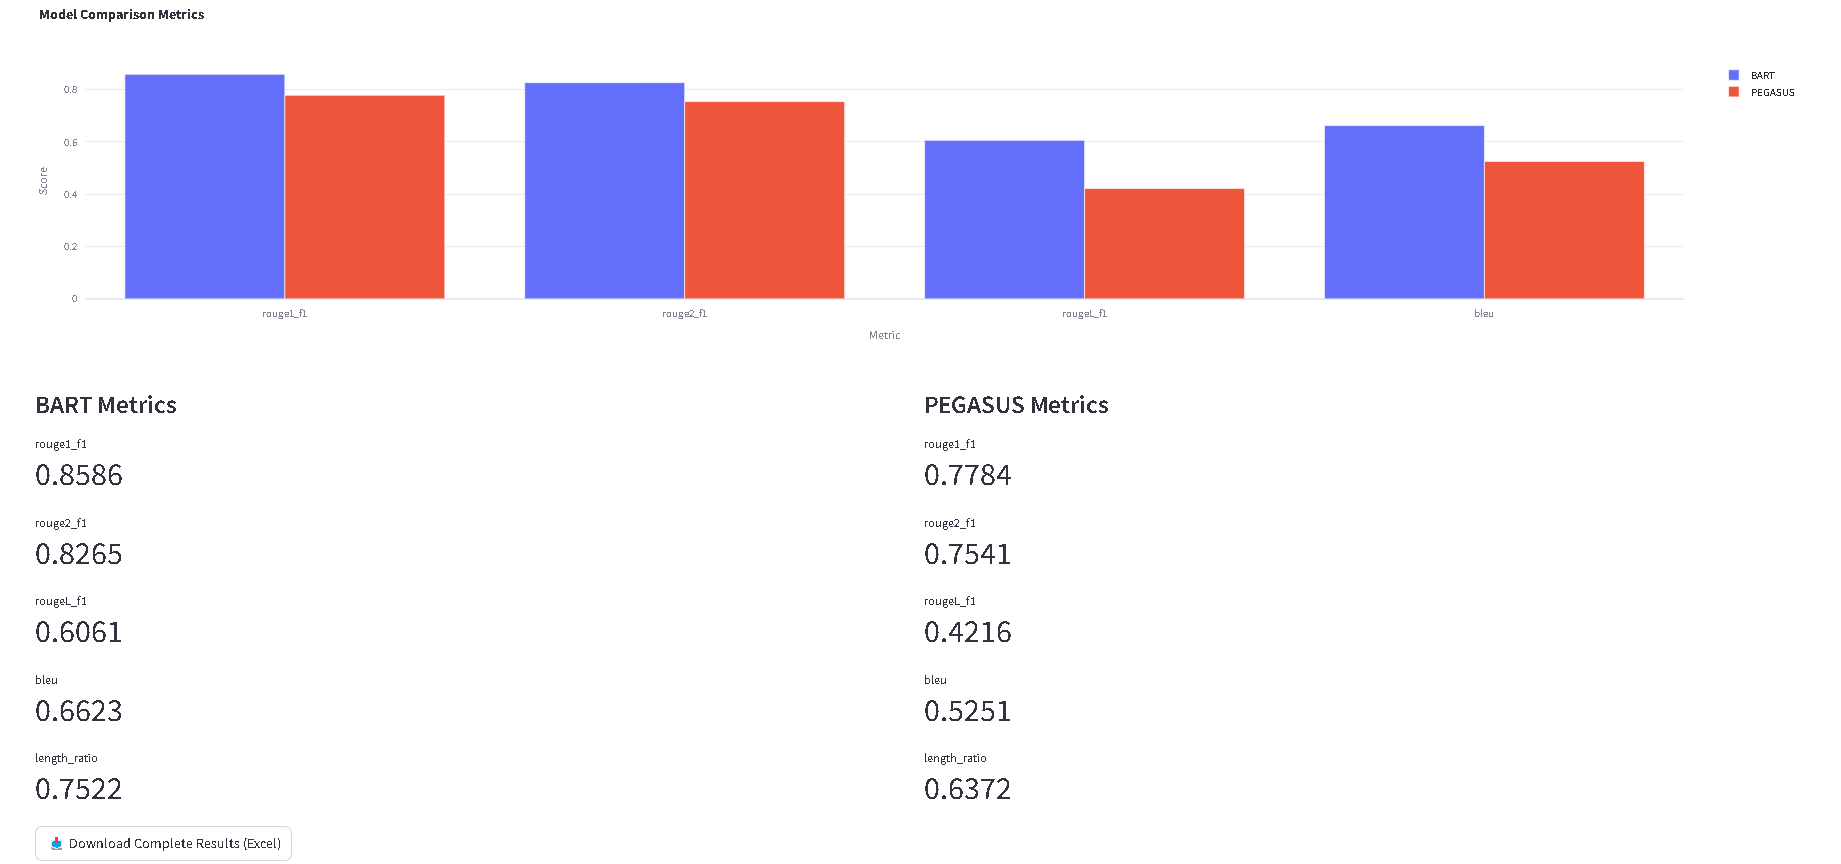 Model Comparison Metrics
BART
PEGASUS
0.8
0.6
0.4
0.2
0
Score
rouge1_f1
rouge2_f1
rougeL_f1
bleu
Metric
BART Metrics
rouge1_f1
0.8586
rouge2_f1
0.8265
rougeL_f1
0.6061
bleu
0.6623
length_ratio
0.7522
Download Complete Results (Excel)
PEGASUS Metrics
rouge1_f1
0.7784
rouge2_f1
0.7541
rougeL_f1
0.4216
bleu
0.5251
length_ratio
0.6372